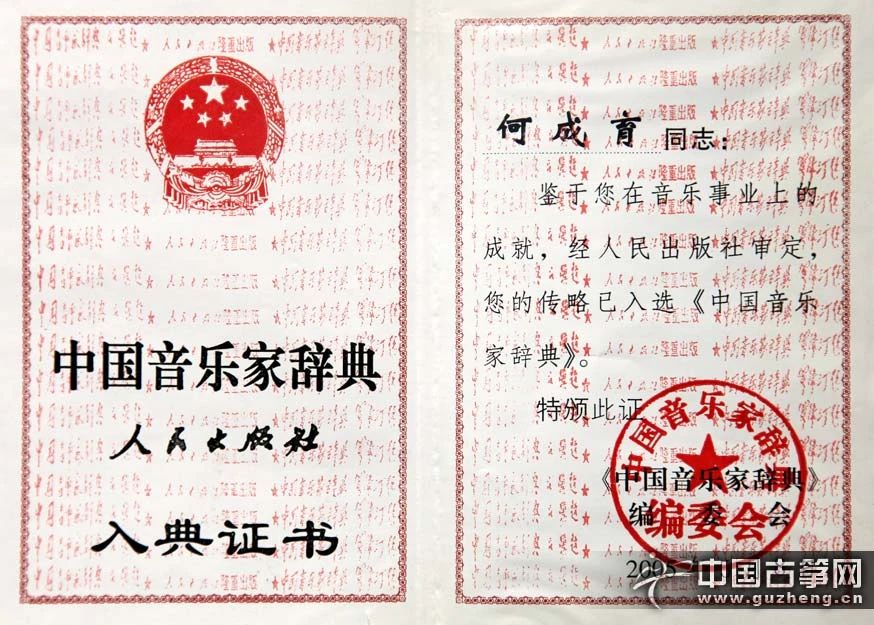 中国音乐家辞典
人民出版社
入典证书
何成育 同志：
鉴于您在音乐事业上的
成就，经人民出版社审定，
您的传略已入选《中国音乐
家辞典》。
特颁此证
《中国音乐家辞典》
编委会
中国音乐家辞典
编委会
中国古筝网
www.guzheng.cn